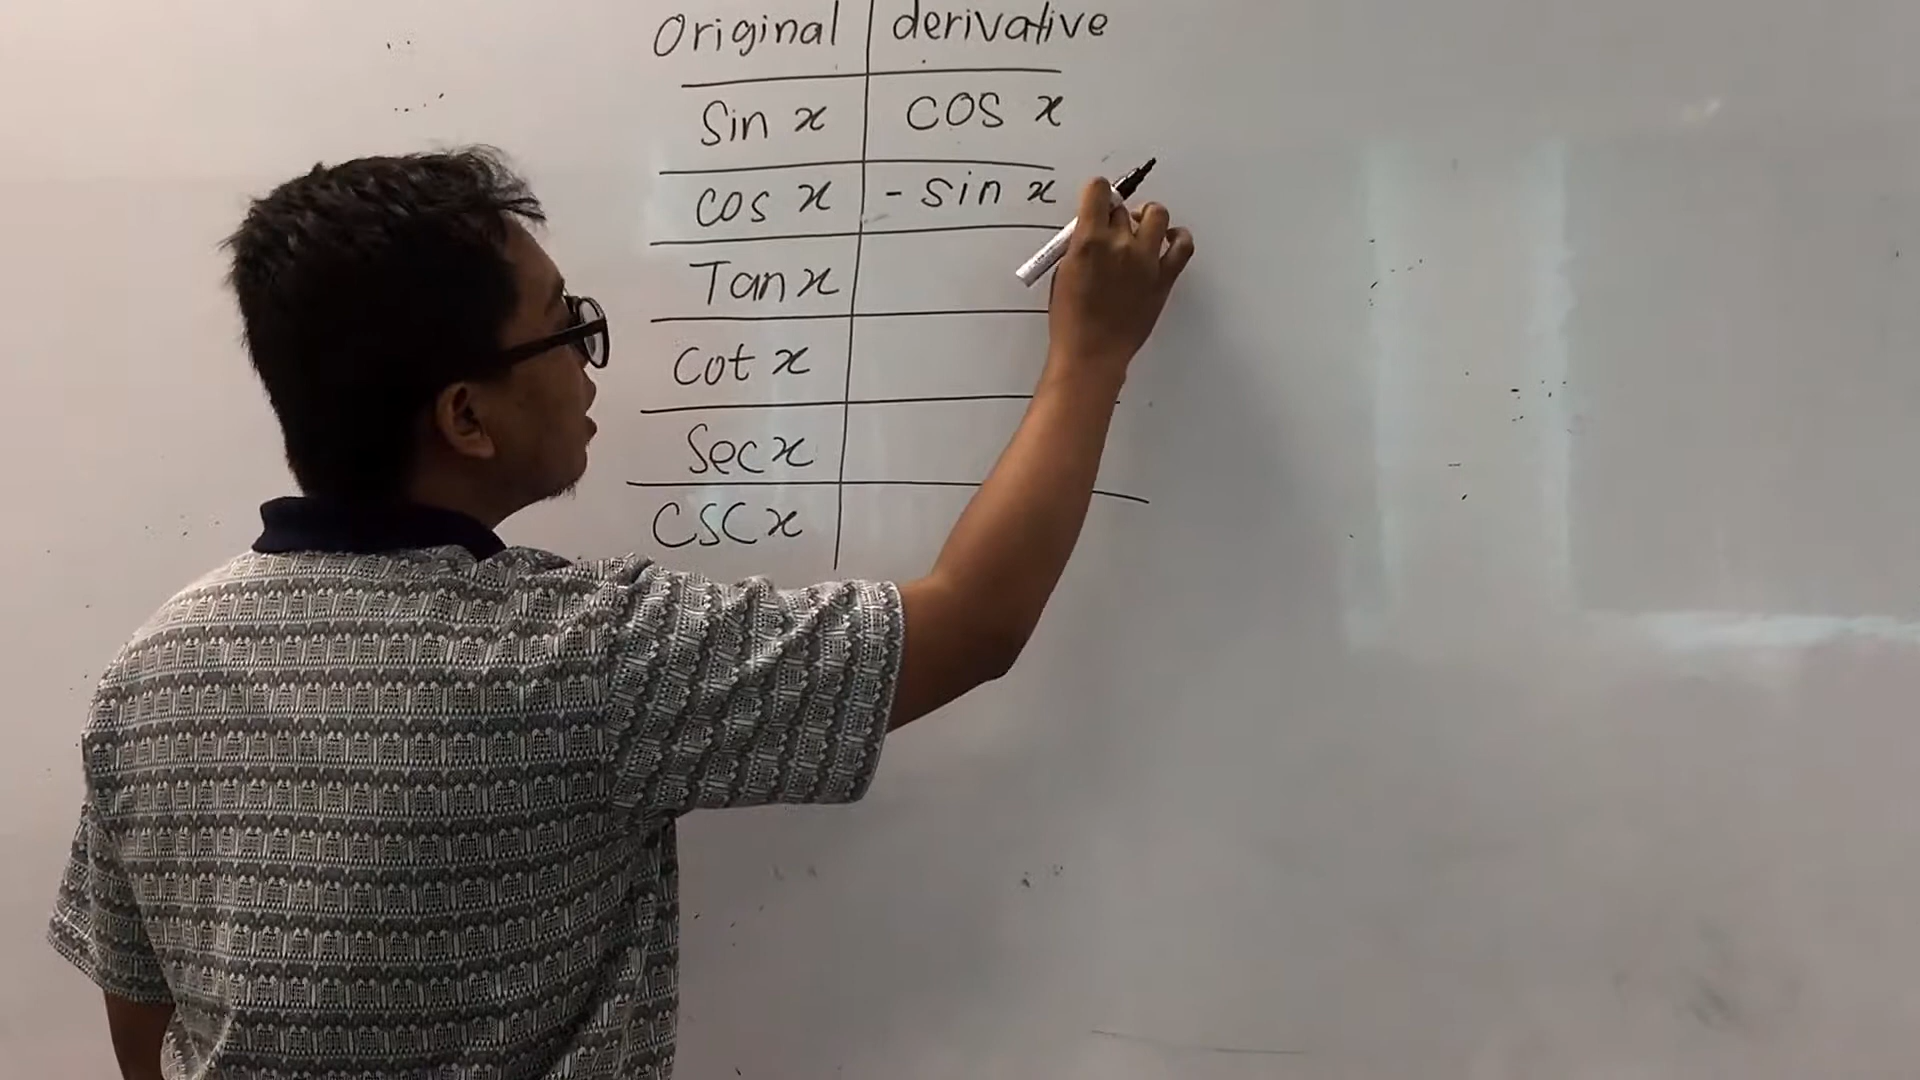 Original derivative
Sin x cos x
cos x - sin x
Tan x
cot x
Sec x
CSC x